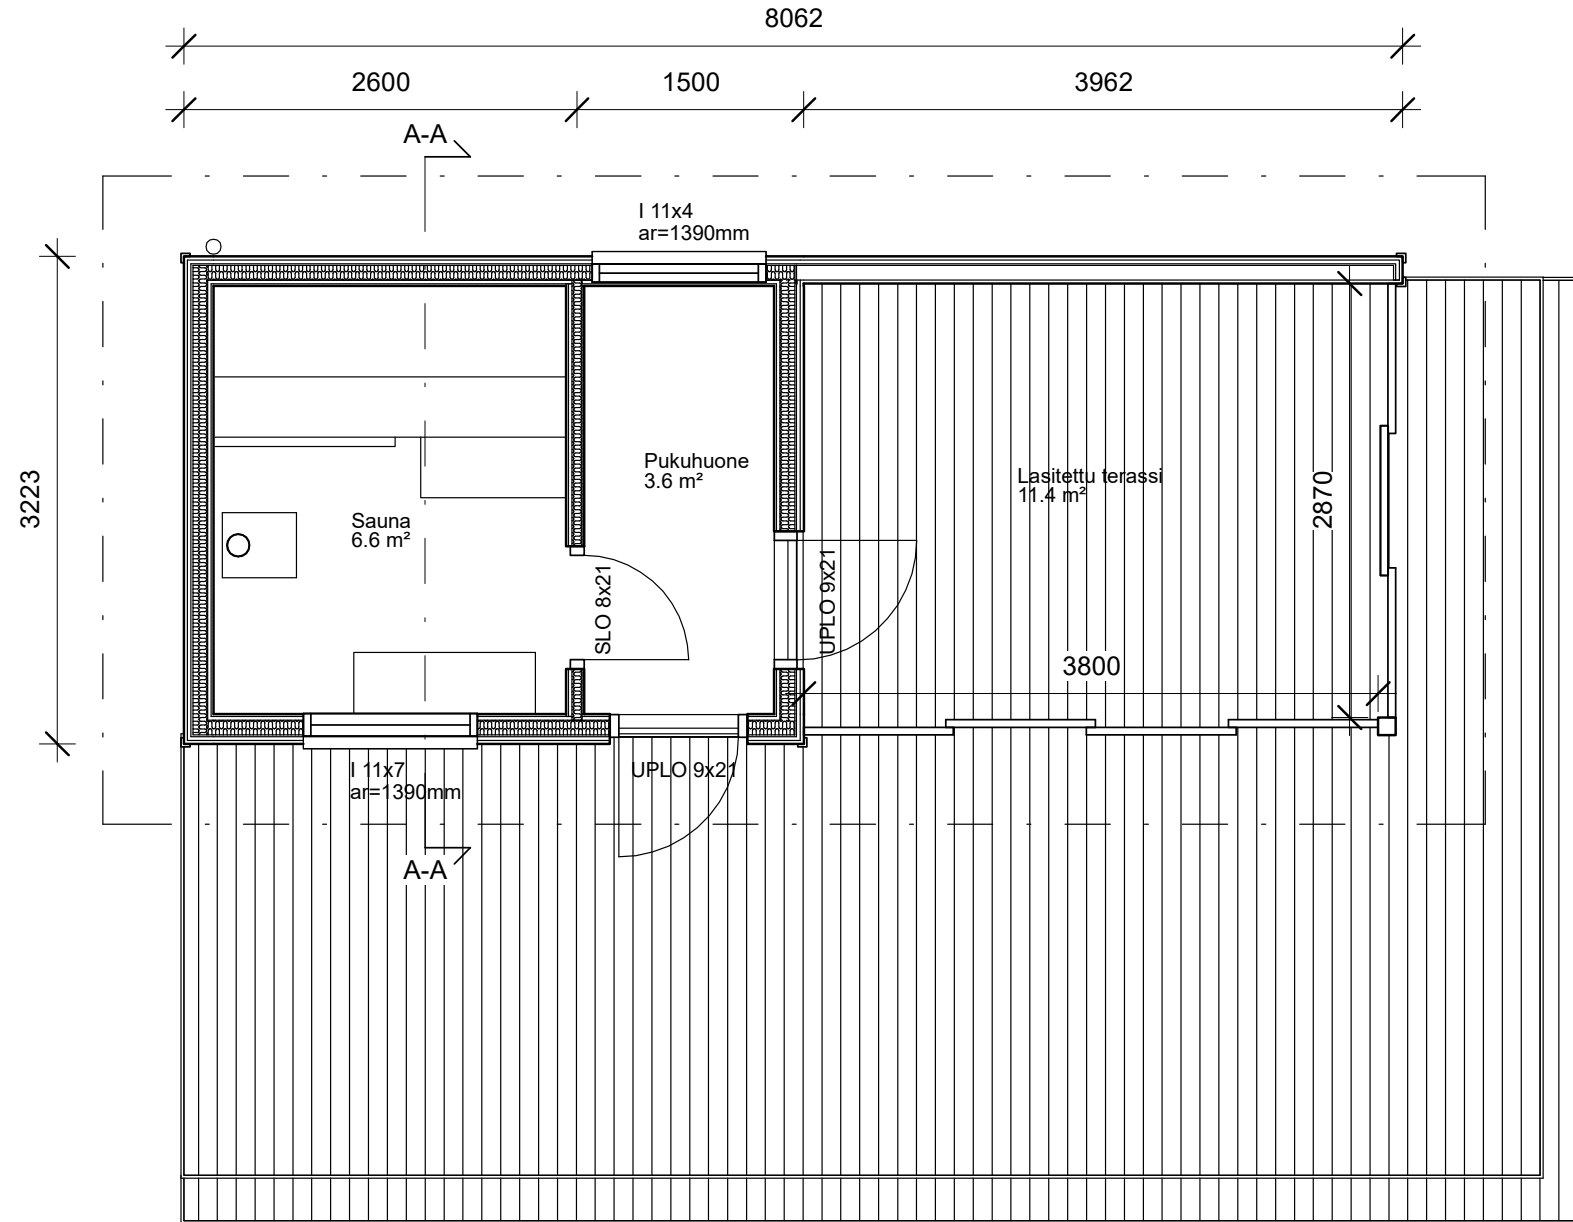 8062
2600
1500
3962
A-A
I 11x4
ar=1390mm
3223
Pukuhuone
3.6 m²
Lasitettu terassi
11.4 m²
2870
Sauna
6.6 m²
SLO 8x21
UPLO 9x21
3800
I 11x7
ar=1390mm
UPLO 9x21
A-A